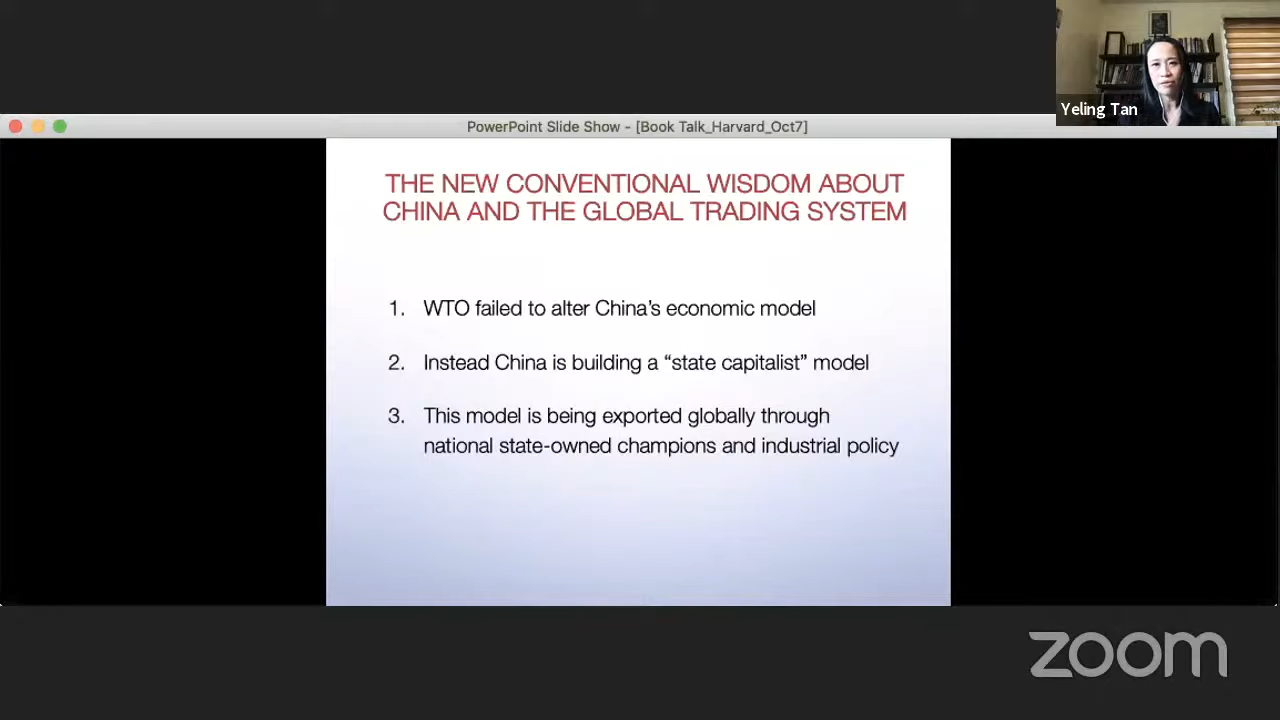 Yeling Tan
PowerPoint Slide Show - [Book Talk_Harvard_Oct7]
THE NEW CONVENTIONAL WISDOM ABOUT
CHINA AND THE GLOBAL TRADING SYSTEM
1. WTO failed to alter China’s economic model
2. Instead China is building a “state capitalist” model
3. This model is being exported globally through
national state-owned champions and industrial policy
zoom